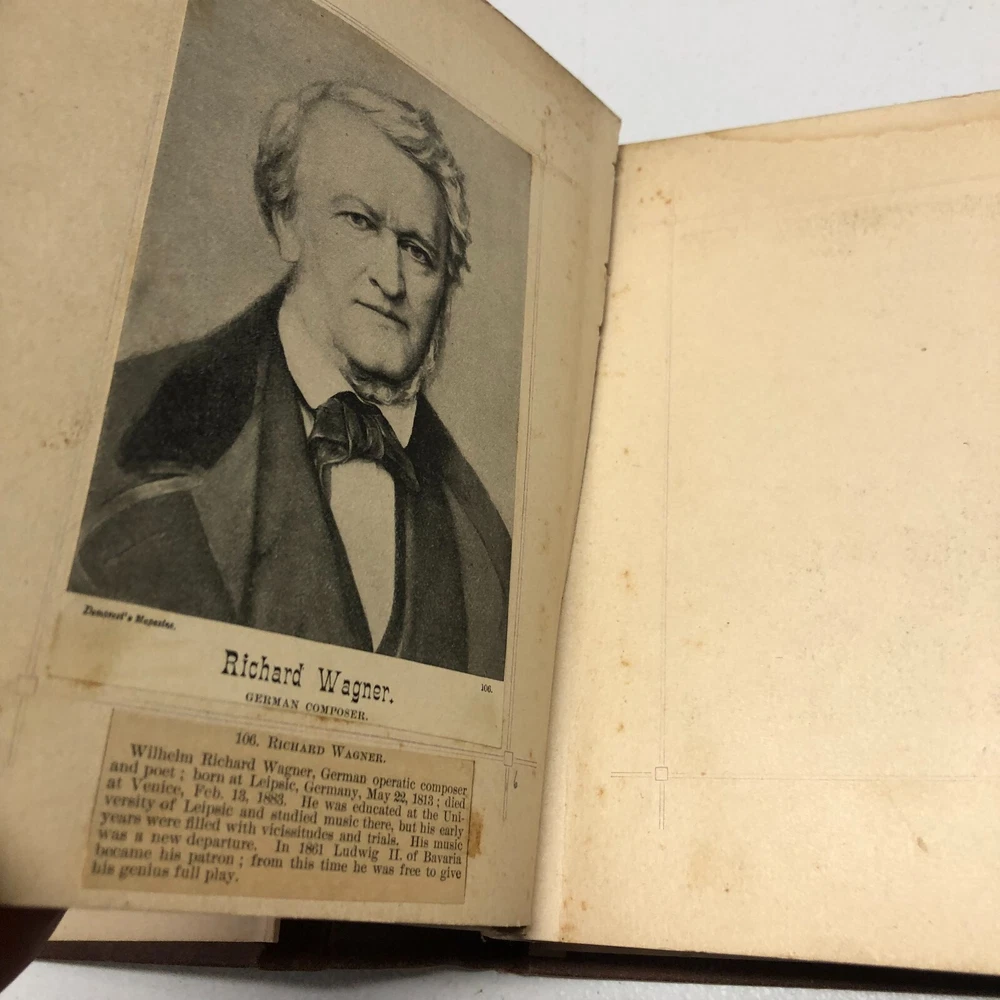 Demorest's Magazine.
Richard Wagner.
106.
GERMAN COMPOSER.
106. RICHARD WAGNER.
Wilhelm Richard Wagner, German operatic composer
and poet; born at Leipsic, Germany, May 22, 1813; died
at Venice, Feb. 13, 1883. He was educated at the Uni-
versity of Leipsic and studied music there, but his early
years were filled with vicissitudes and trials. His music
was a new departure. In 1861 Ludwig II. of Bavaria
became his patron; from this time he was free to give
his genius full play.
6